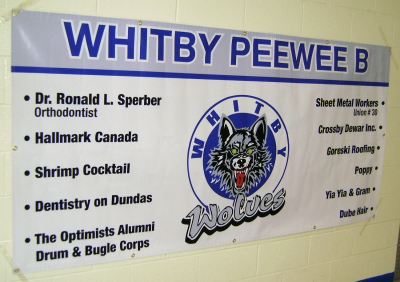 WHITBY PEEWEE B
• Dr. Ronald L. Sperber
Orthodontist
• Hallmark Canada
• Shrimp Cocktail
• Dentistry on Dundas
• The Optimists Alumni
Drum & Bugle Corps
WHITBY
Wolves
Sheet Metal Workers •
Union # 30
Crossby Dewar Inc. •
Goreski Roofing •
Poppy •
Yia Yia & Gram •
Dube Hair •